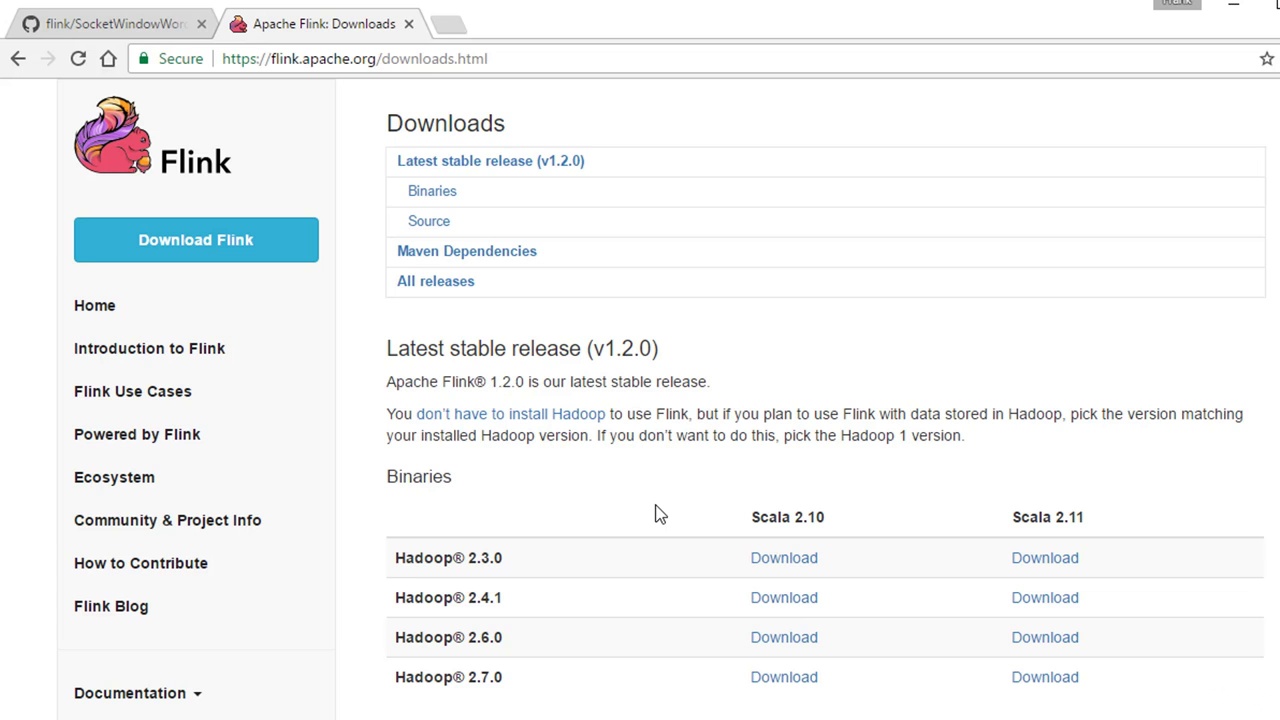 Frank
flink/SocketWindowWor
Apache Flink: Downloads
Secure
https://flink.apache.org/downloads.html
Flink
Download Flink
Home
Introduction to Flink
Flink Use Cases
Powered by Flink
Ecosystem
Community & Project Info
How to Contribute
Flink Blog
Documentation
Downloads
Latest stable release (v1.2.0)
Binaries
Source
Maven Dependencies
All releases
Latest stable release (v1.2.0)
Apache Flink® 1.2.0 is our latest stable release.
You don't have to install Hadoop to use Flink, but if you plan to use Flink with data stored in Hadoop, pick the version matching
your installed Hadoop version. If you don't want to do this, pick the Hadoop 1 version.
Binaries
Scala 2.10 Scala 2.11
Hadoop® 2.3.0 Download Download
Hadoop® 2.4.1 Download Download
Hadoop® 2.6.0 Download Download
Hadoop® 2.7.0 Download Download